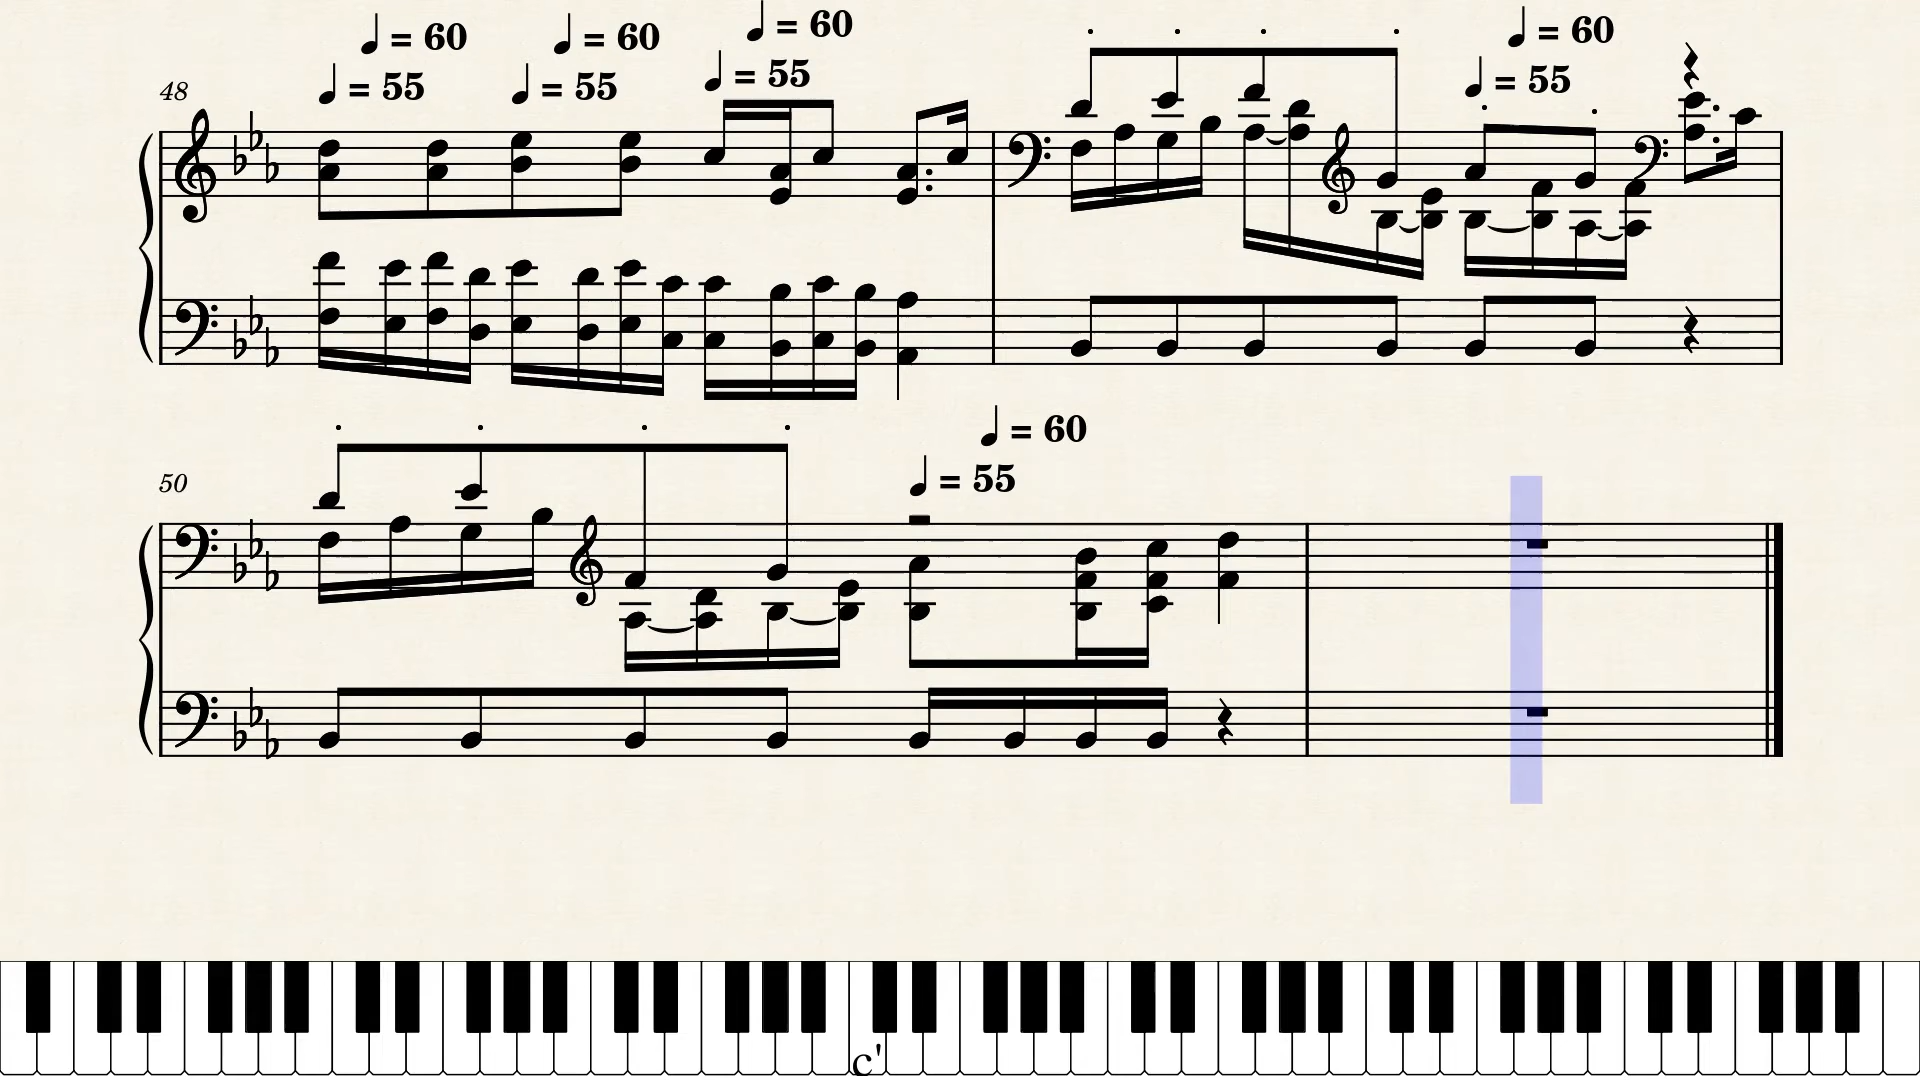 ♩ = 60 ♩ = 60 ♩ = 60 ♩ = 60
48 ♩ = 55 ♩ = 55 ♩ = 55 ♩ = 55
♩ = 60
50 ♩ = 55
c'